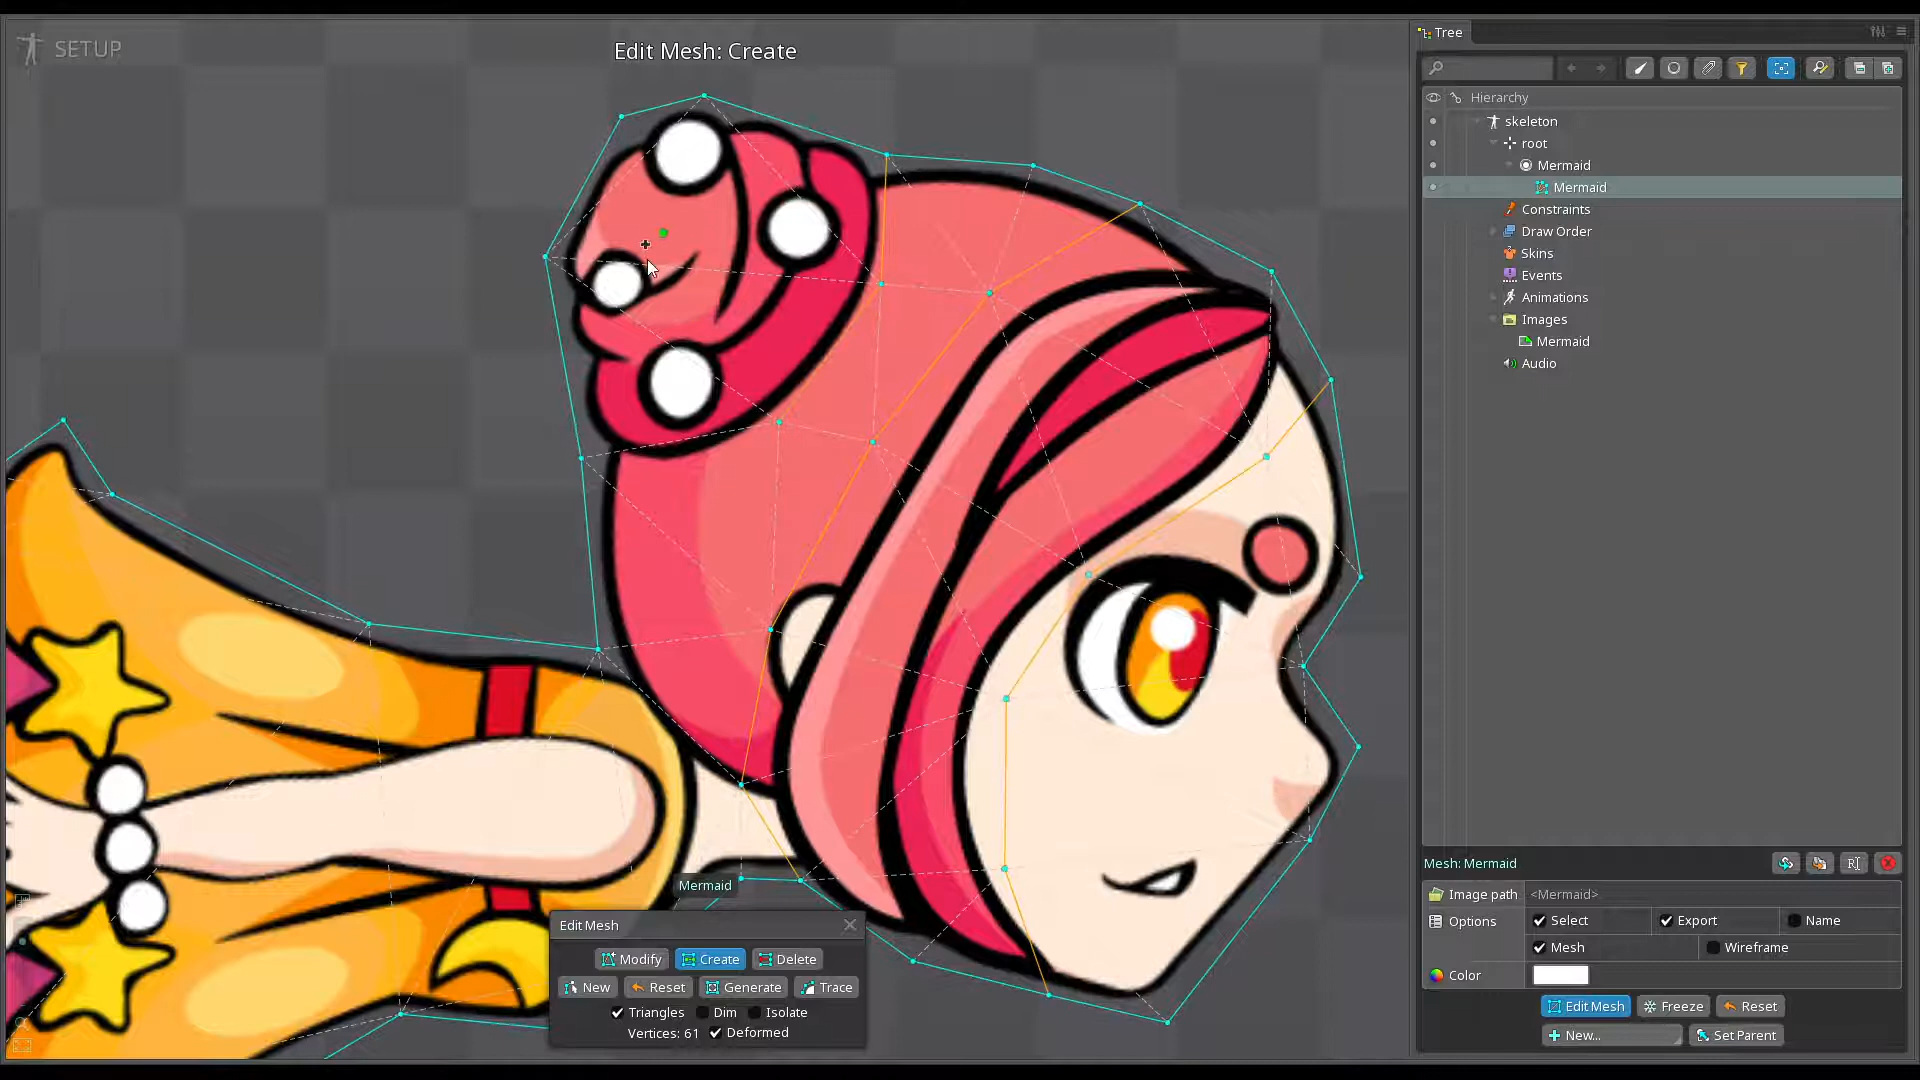 SETUP
Edit Mesh: Create
Tree
Hierarchy
skeleton
root
Mermaid
Mermaid
Constraints
Draw Order
Skins
Events
Animations
Images
Mermaid
Audio
Mermaid
Edit Mesh
Modify Create Delete
New Reset Generate Trace
Triangles Dim Isolate
Vertices: 61 Deformed
Mesh: Mermaid
Image path <Mermaid>
Options Select Export Name
Mesh Wireframe
Color
Edit Mesh Freeze Reset
New... Set Parent